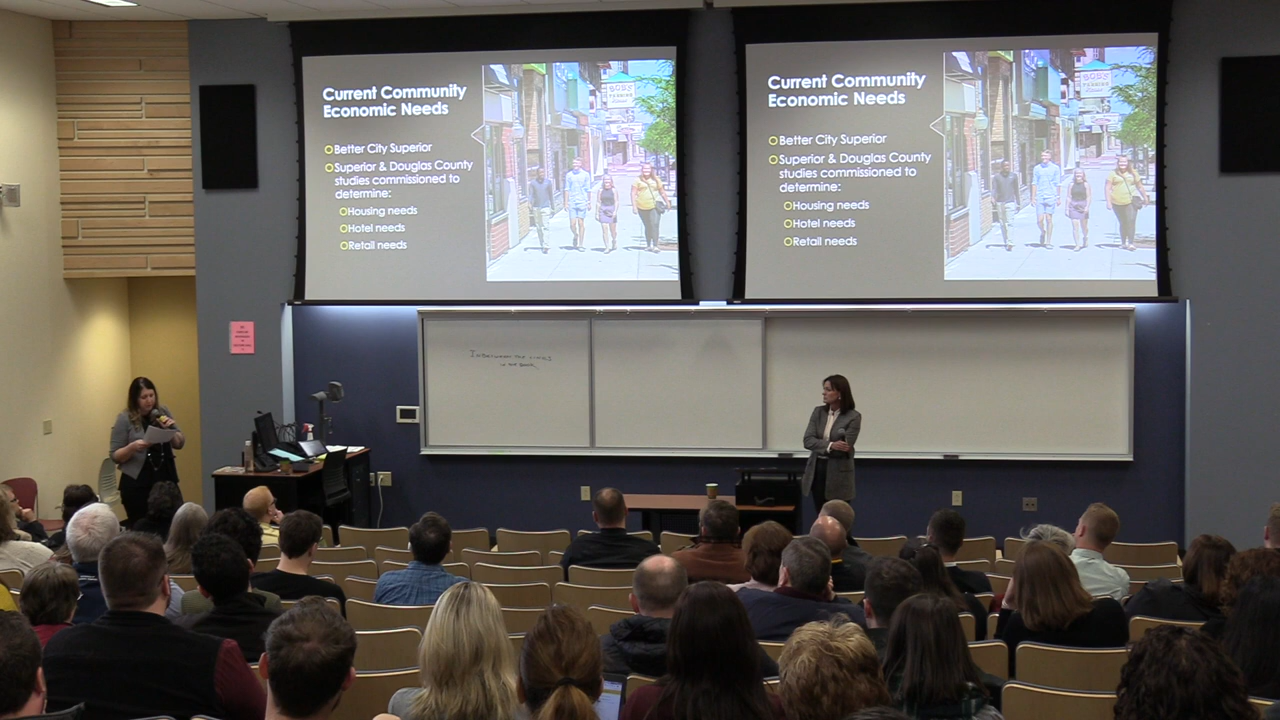 Current Community
Economic Needs
Better City Superior
Superior & Douglas County
studies commissioned to
determine:
Housing needs
Hotel needs
Retail needs
Current Community
Economic Needs
Better City Superior
Superior & Douglas County
studies commissioned to
determine:
Housing needs
Hotel needs
Retail needs